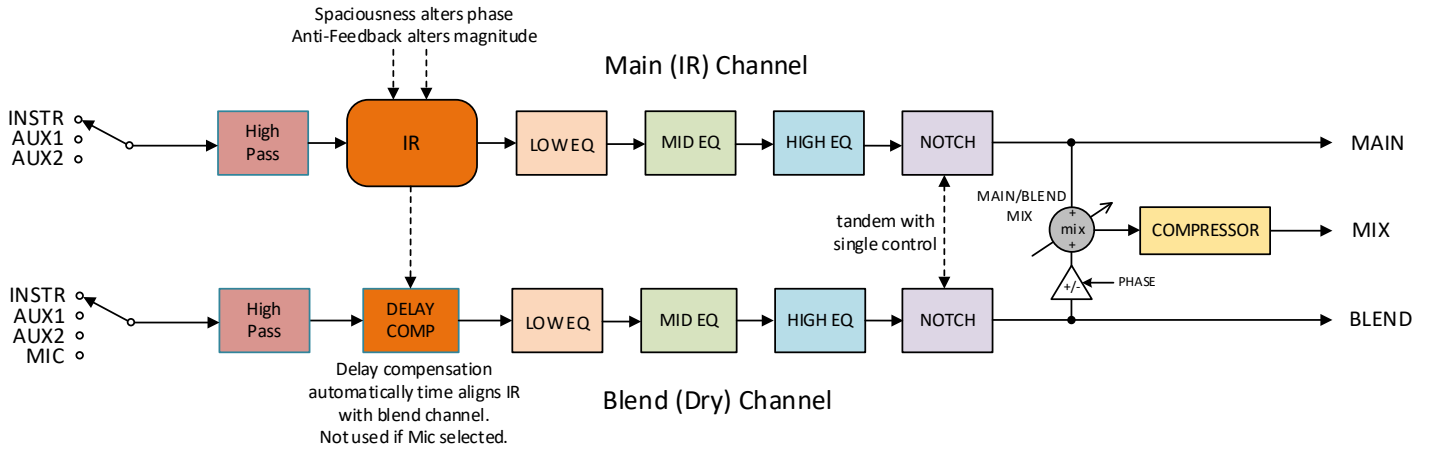 Spaciousness alters phase
Anti-Feedback alters magnitude
Main (IR) Channel
INSTR
AUX1
AUX2
High
Pass
IR
LOW EQ
MID EQ
HIGH EQ
NOTCH
MAIN
tandem with
single control
MAIN/BLEND
MIX
+
mix
+
COMPRESSOR
MIX
+/-
PHASE
INSTR
AUX1
AUX2
MIC
High
Pass
DELAY
COMP
LOW EQ
MID EQ
HIGH EQ
NOTCH
BLEND
Delay compensation
automatically time aligns IR
with blend channel.
Not used if Mic selected.
Blend (Dry) Channel